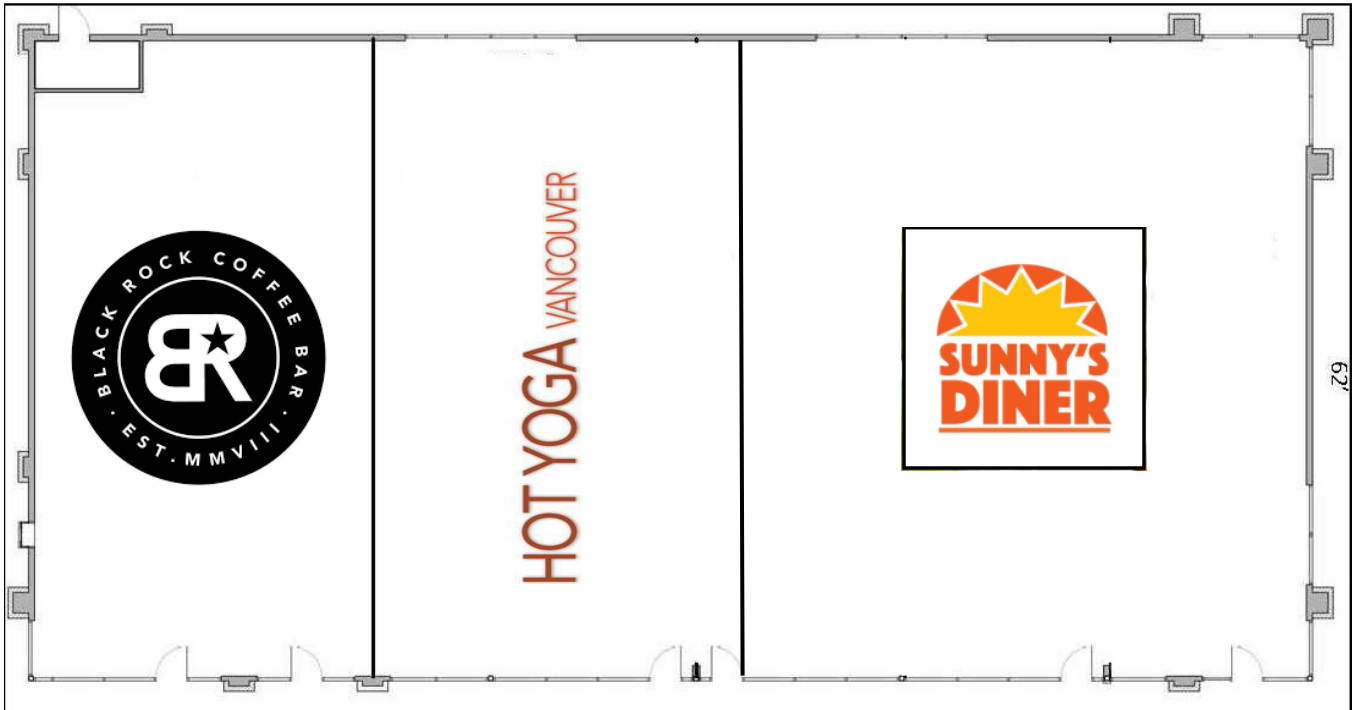 BLACK ROCK COFFEE BAR · EST. MMVIII ·
BR
HOT YOGA VANCOUVER
SUNNY'S
DINER
62'